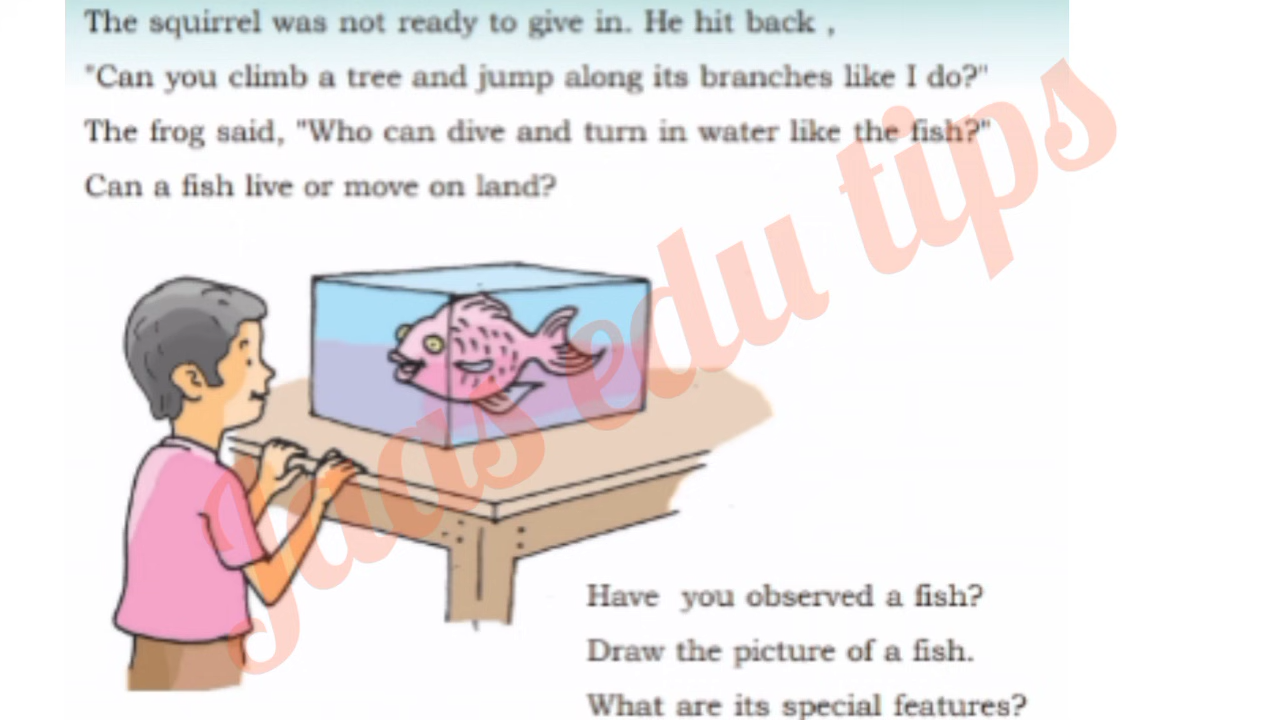 The squirrel was not ready to give in. He hit back ,
"Can you climb a tree and jump along its branches like I do?"
The frog said, "Who can dive and turn in water like the fish?"
Can a fish live or move on land?
Jaas edu tips
Have you observed a fish?
Draw the picture of a fish.
What are its special features?